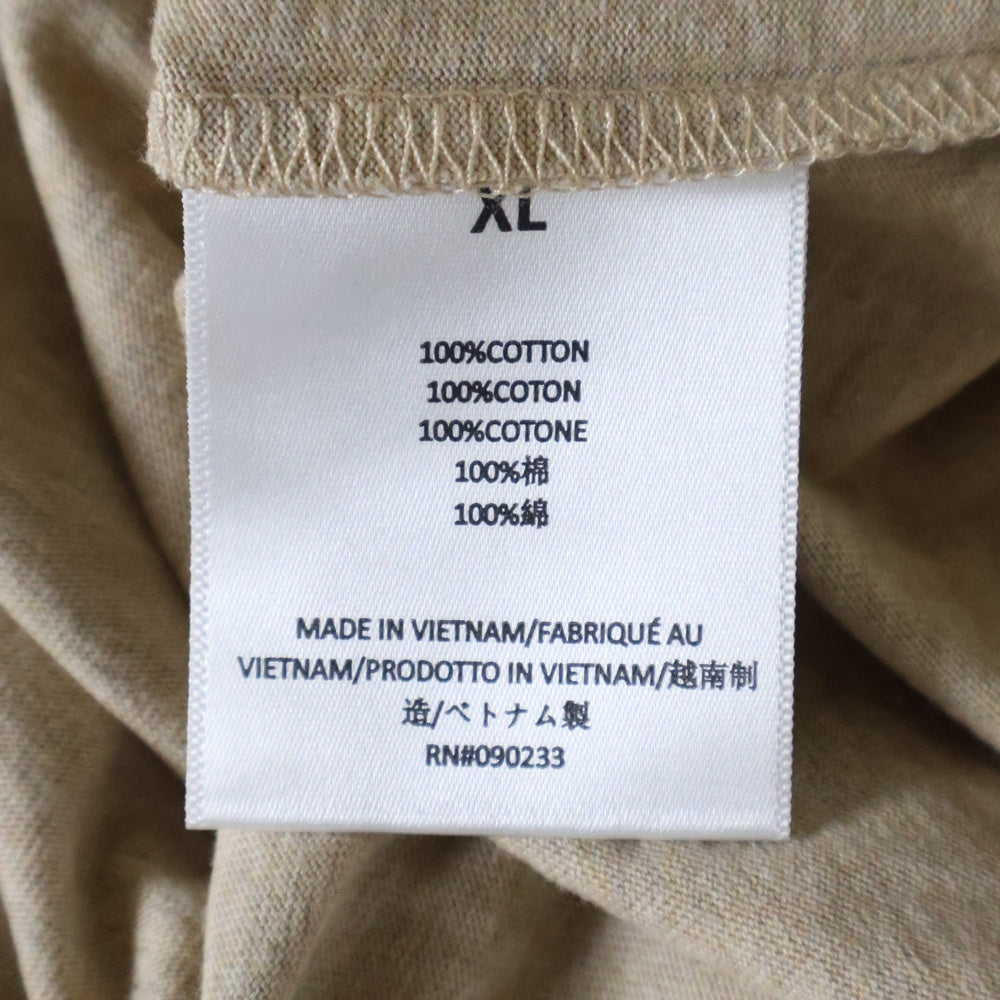 XL
100%COTTON
100%COTON
100%COTONE
100%棉
100%綿
MADE IN VIETNAM/FABRIQUÉ AU
VIETNAM/PRODOTTO IN VIETNAM/越南制
造/ベトナム製
RN#090233